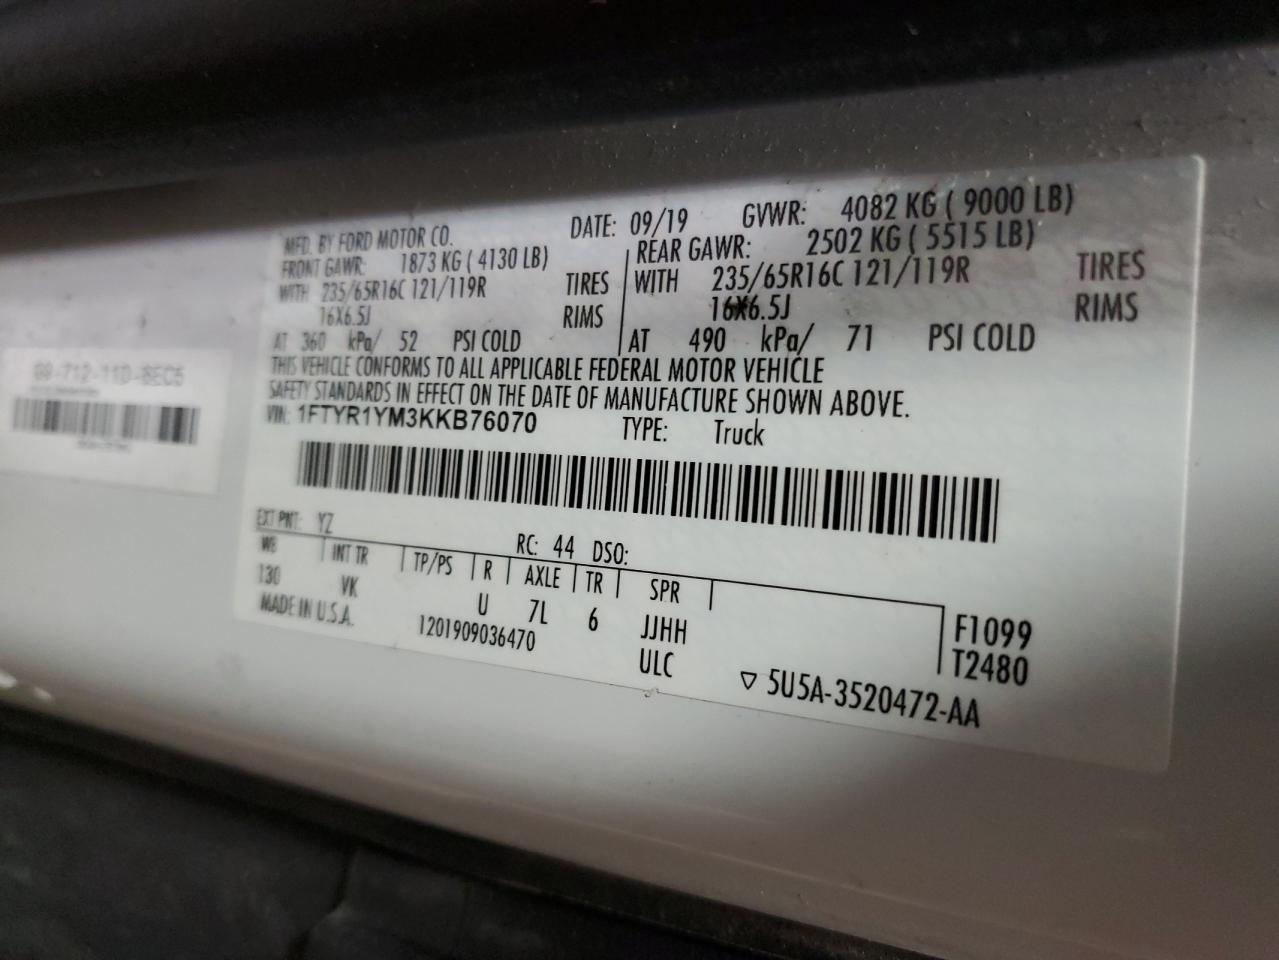 MFD. BY FORD MOTOR CO. DATE: 09/19 GVWR: 4082 KG ( 9000 LB)
FRONT GAWR: 1873 KG ( 4130 LB) REAR GAWR: 2502 KG ( 5515 LB)
WITH 235/65R16C 121/119R TIRES WITH 235/65R16C 121/119R TIRES
16X6.5J RIMS 16X6.5J RIMS
AT 360 kPa/ 52 PSI COLD AT 490 kPa/ 71 PSI COLD
THIS VEHICLE CONFORMS TO ALL APPLICABLE FEDERAL MOTOR VEHICLE
SAFETY STANDARDS IN EFFECT ON THE DATE OF MANUFACTURE SHOWN ABOVE.
VIN: 1FTYR1YM3KKB76070 TYPE: Truck
EXT PNT: YZ RC: 44 DSO:
WB INT TR TP/PS R AXLE TR SPR
130 VK U 7L 6 JJHH F1099
MADE IN U.S.A. 1201909036470 ULC T2480
▽ 5U5A-3520472-AA